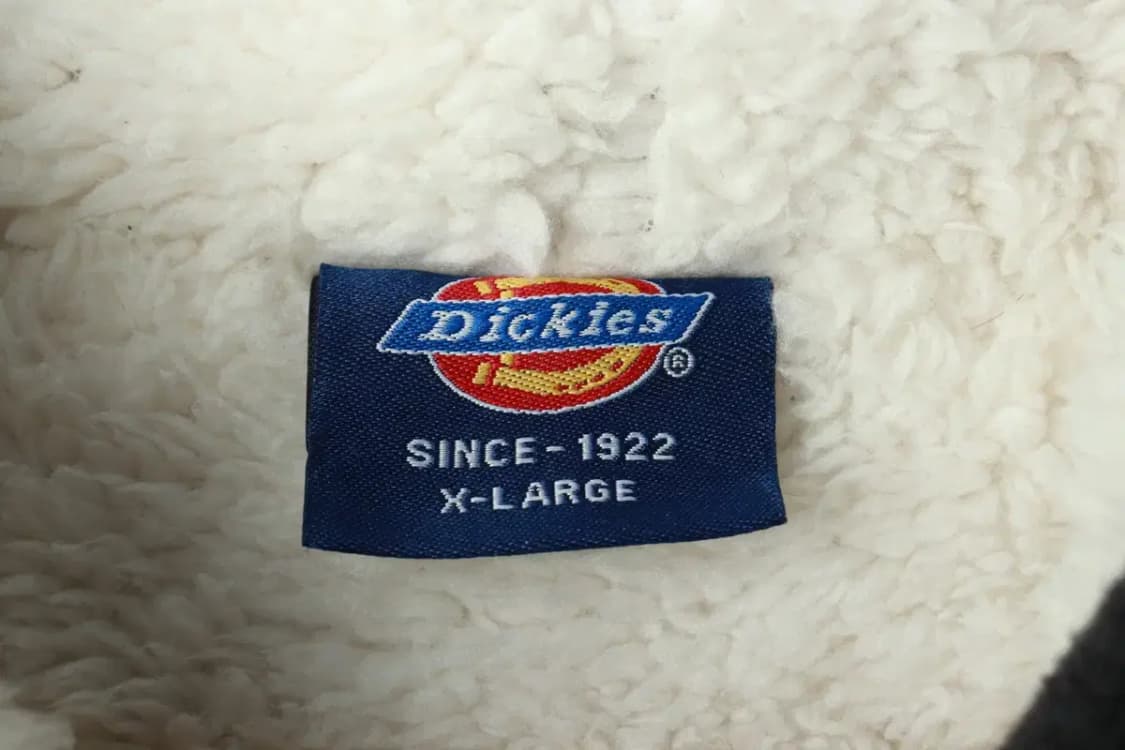 Dickies
®
SINCE-1922
X-LARGE